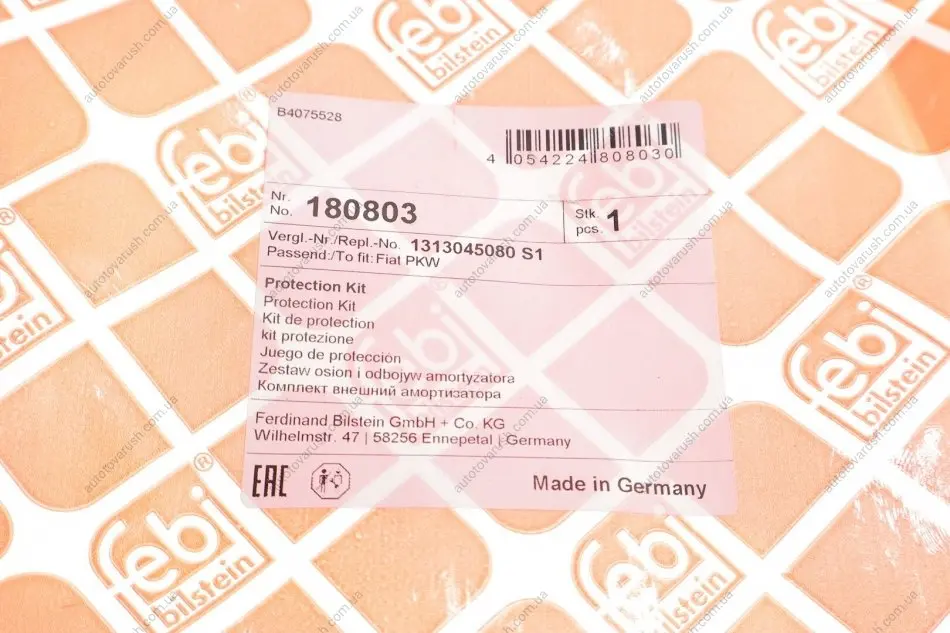 B4075528
4 054224 808030
Nr.
No. 180803
Stk.
pcs. 1
Vergl.-Nr./Repl.-No. 1313045080 S1
Passend:/To fit: Fiat PKW
Protection Kit
Protection Kit
Kit de protection
kit protezione
Juego de protección
Zestaw osion i odbojyw amortyzatora
Комплект внешний амортизатора
Ferdinand Bilstein GmbH + Co. KG
Wilhelmstr. 47 | 58256 Ennepetal | Germany
EAC
Made in Germany
febi
bilstein
autotovarush.com.ua